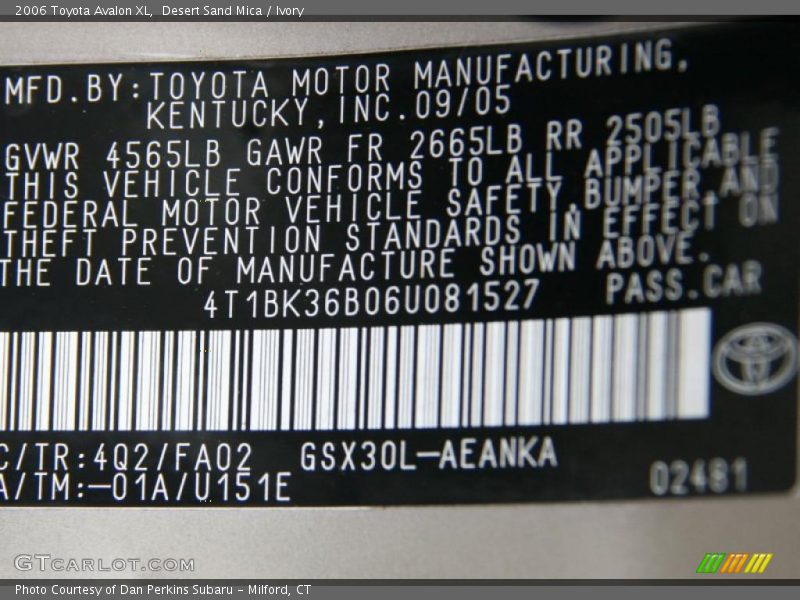 2006 Toyota Avalon XL,  Desert Sand Mica / Ivory
MFD.BY:TOYOTA MOTOR MANUFACTURING,
KENTUCKY,INC.09/05
GVWR 4565LB GAWR FR 2665LB RR 2505LB
THIS VEHICLE CONFORMS TO ALL APPLICABLE
FEDERAL MOTOR VEHICLE SAFETY,BUMPER,AND
THEFT PREVENTION STANDARDS IN EFFECT ON
THE DATE OF MANUFACTURE SHOWN ABOVE.
4T1BK36B06U081527 PASS.CAR
C/TR:4Q2/FA02 GSX30L-AEANKA
A/TM:-01A/U151E
02481
GTCARLOT.COM
Photo Courtesy of Dan Perkins Subaru - Milford, CT